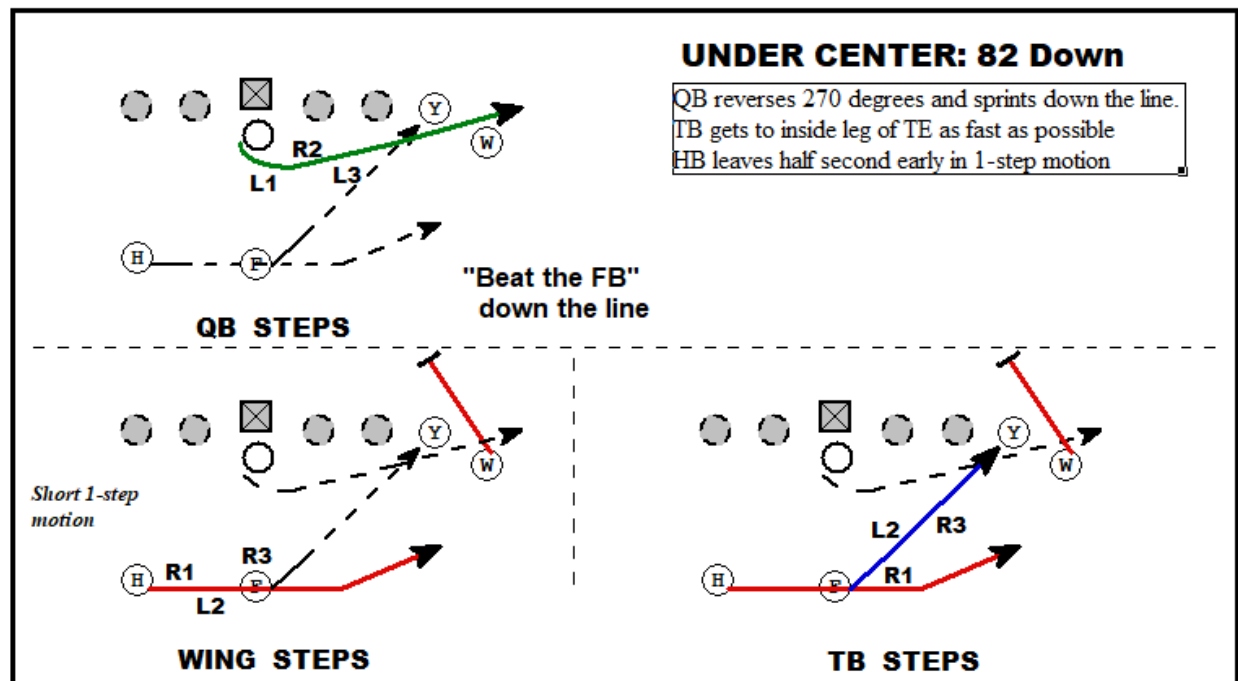 UNDER CENTER: 82 Down
QB reverses 270 degrees and sprints down the line.
TB gets to inside leg of TE as fast as possible
HB leaves half second early in 1-step motion
Y
W
R2
L1
L3
H
F
"Beat the FB"
down the line
QB STEPS
Y
W
Short 1-step
motion
R1
R3
H
F
L2
WING STEPS
Y
W
L2
R3
R1
H
F
TB STEPS